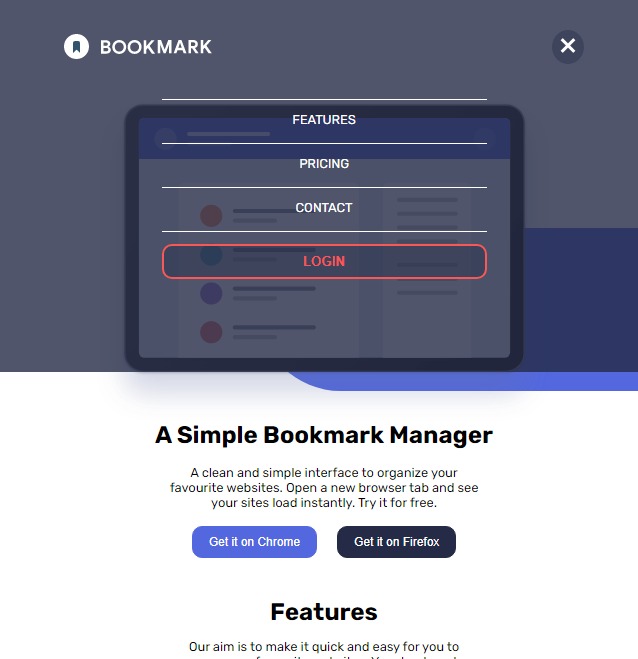 BOOKMARK
FEATURES
PRICING
CONTACT
LOGIN
A Simple Bookmark Manager
A clean and simple interface to organize your
favourite websites. Open a new browser tab and see
your sites load instantly. Try it for free.
Get it on Chrome
Get it on Firefox
Features
Our aim is to make it quick and easy for you to